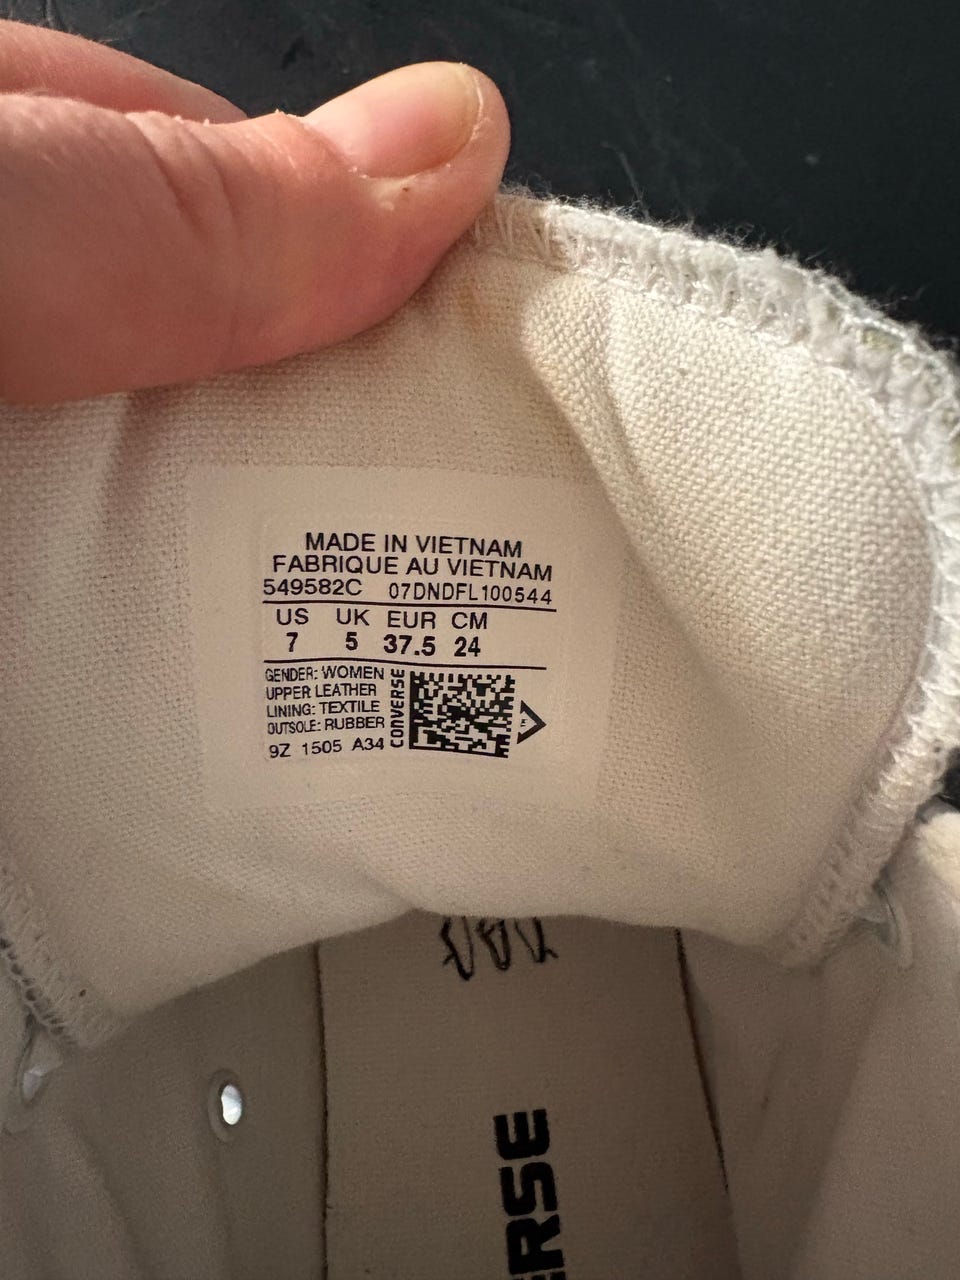 MADE IN VIETNAM
FABRIQUE AU VIETNAM
549582C 07DNDFL100544
US UK EUR CM
7 5 37.5 24
GENDER: WOMEN
UPPER LEATHER
LINING: TEXTILE
OUTSOLE: RUBBER
9Z 1505 A34
CONVERSE
E
ERSE